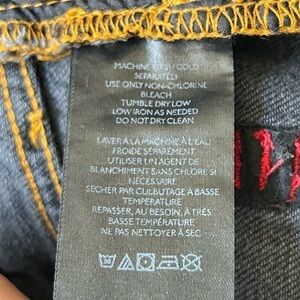 MACHINE WASH COLD
SEPARATELY
USE ONLY NON-CHLORINE
BLEACH
TUMBLE DRY LOW
LOW IRON AS NEEDED
DO NOT DRY CLEAN
LAVER A LA MACHINE À L'EAU
FROIDE SÉPARÉMENT
UTILISER UN AGENT DE
BLANCHIMENT SANS CHLORE SI
NÉCESSAIRE
SÉCHER PAR CULBUTAGE À BASSE
TEMPÉRATURE
REPASSER, AU BESOIN, À TRÈS
BASSE TEMPÉRATURE
NE PAS NETTOYER À SEC